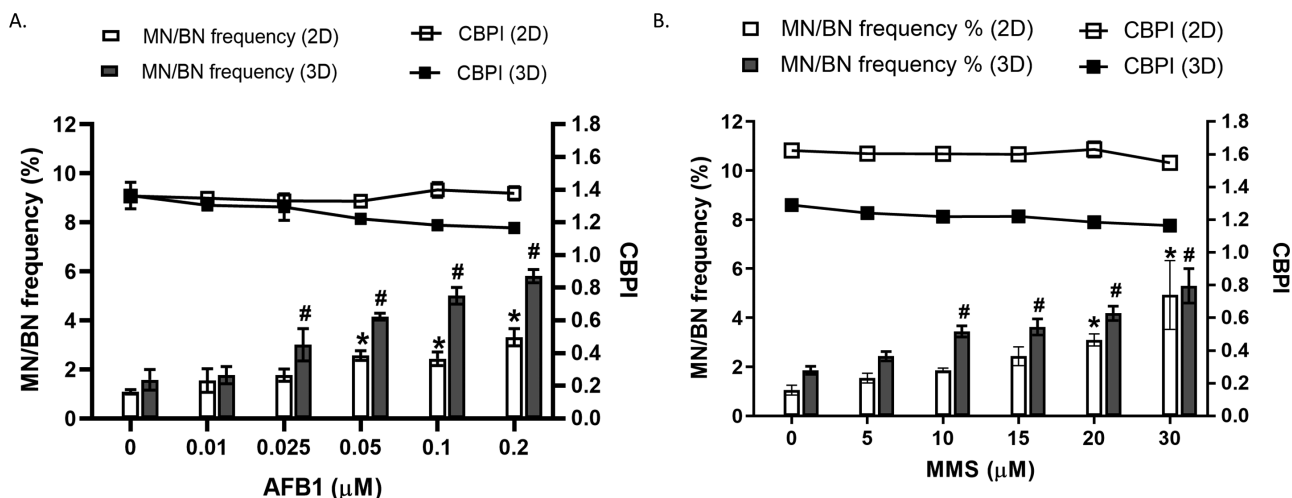 A.
MN/BN frequency (2D)
CBPI (2D)
MN/BN frequency (3D)
CBPI (3D)
MN/BN frequency (%)
12
10
8
6
4
2
0
1.8
1.6
1.4
1.2
1.0
0.8
0.6
0.4
0.2
0.0
CBPI
#
* #
* #
* #
0 0.01 0.025 0.05 0.1 0.2
AFB1 (μM)
B.
MN/BN frequency % (2D)
CBPI (2D)
MN/BN frequency % (3D)
CBPI (3D)
MN/BN frequency (%)
12
10
8
6
4
2
0
1.8
1.6
1.4
1.2
1.0
0.8
0.6
0.4
0.2
0.0
CBPI
#
#
* #
* #
0 5 10 15 20 30
MMS (μM)